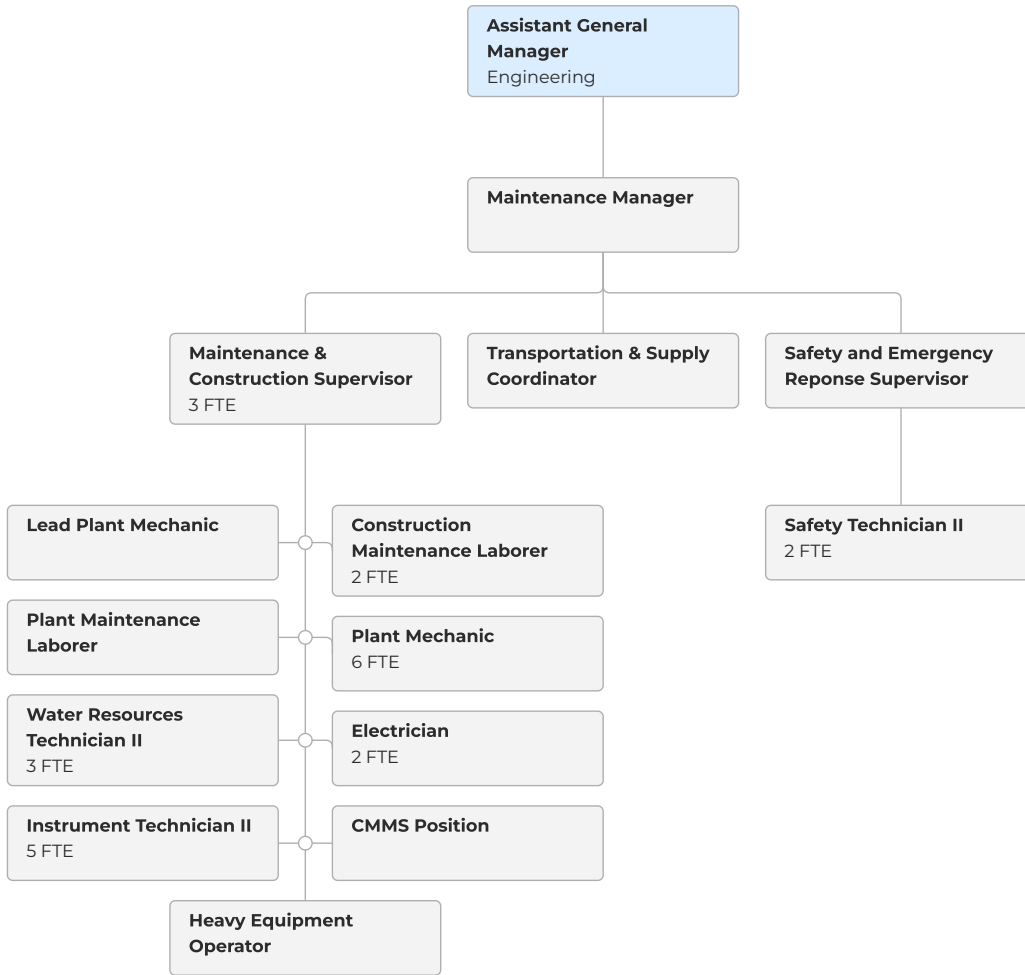 Assistant General
Manager
Engineering
Maintenance Manager
Maintenance &
Construction Supervisor
3 FTE
Transportation & Supply
Coordinator
Safety and Emergency
Reponse Supervisor
Lead Plant Mechanic
Construction
Maintenance Laborer
2 FTE
Safety Technician II
2 FTE
Plant Maintenance
Laborer
Plant Mechanic
6 FTE
Water Resources
Technician II
3 FTE
Electrician
2 FTE
Instrument Technician II
5 FTE
CMMS Position
Heavy Equipment
Operator